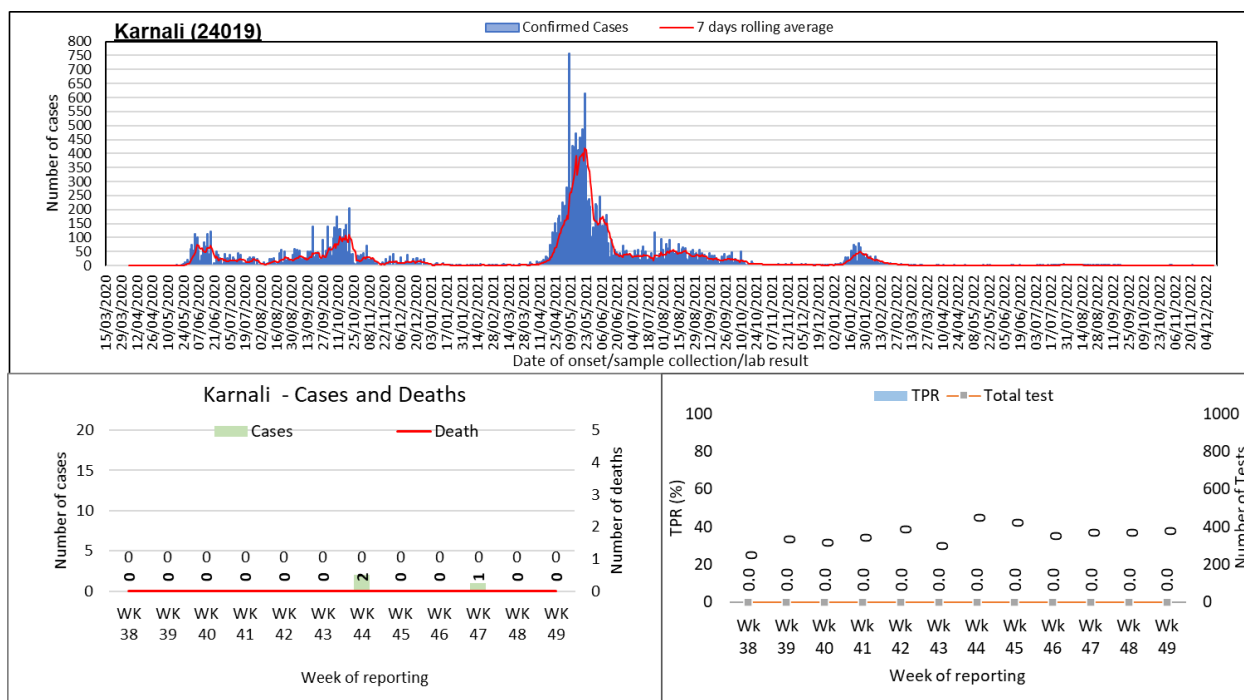 Karnali (24019)
Confirmed Cases 7 days rolling average
Number of cases
800
750
700
650
600
550
500
450
400
350
300
250
200
150
100
50
0
15/03/2020 29/03/2020 12/04/2020 26/04/2020 10/05/2020 24/05/2020 07/06/2020 21/06/2020 05/07/2020 19/07/2020 02/08/2020 16/08/2020 30/08/2020 13/09/2020 27/09/2020 11/10/2020 25/10/2020 08/11/2020 22/11/2020 06/12/2020 20/12/2020 03/01/2021 17/01/2021 31/01/2021 14/02/2021 28/02/2021 14/03/2021 28/03/2021 11/04/2021 25/04/2021 09/05/2021 23/05/2021 06/06/2021 20/06/2021 04/07/2021 18/07/2021 01/08/2021 15/08/2021 29/08/2021 12/09/2021 26/09/2021 10/10/2021 24/10/2021 07/11/2021 21/11/2021 05/12/2021 19/12/2021 02/01/2022 16/01/2022 30/01/2022 13/02/2022 27/02/2022 13/03/2022 27/03/2022 10/04/2022 24/04/2022 08/05/2022 22/05/2022 05/06/2022 19/06/2022 03/07/2022 17/07/2022 31/07/2022 14/08/2022 28/08/2022 11/09/2022 25/09/2022 09/10/2022 23/10/2022 06/11/2022 20/11/2022 04/12/2022
Date of onset/sample collection/lab result
Karnali - Cases and Deaths
Cases Death
Number of cases
20
15
10
5
0
0 0 0 0 0 0 0 0 0 0 0 0
0 0 0 0 0 0 2 0 0 1 0 0
5
4
3
2
1
0
Number of deaths
WK WK WK WK WK WK WK WK WK WK WK WK
38 39 40 41 42 43 44 45 46 47 48 49
Week of reporting
TPR Total test
TPR (%)
100
80
60
40
20
0
0 0 0 0 0 0 0 0 0 0 0 0
0.0 0.0 0.0 0.0 0.0 0.0 0.0 0.0 0.0 0.0 0.0 0.0
1000
800
600
400
200
0
Number of Tests
Wk Wk Wk Wk Wk Wk Wk Wk Wk Wk Wk Wk
38 39 40 41 42 43 44 45 46 47 48 49
Week of reporting